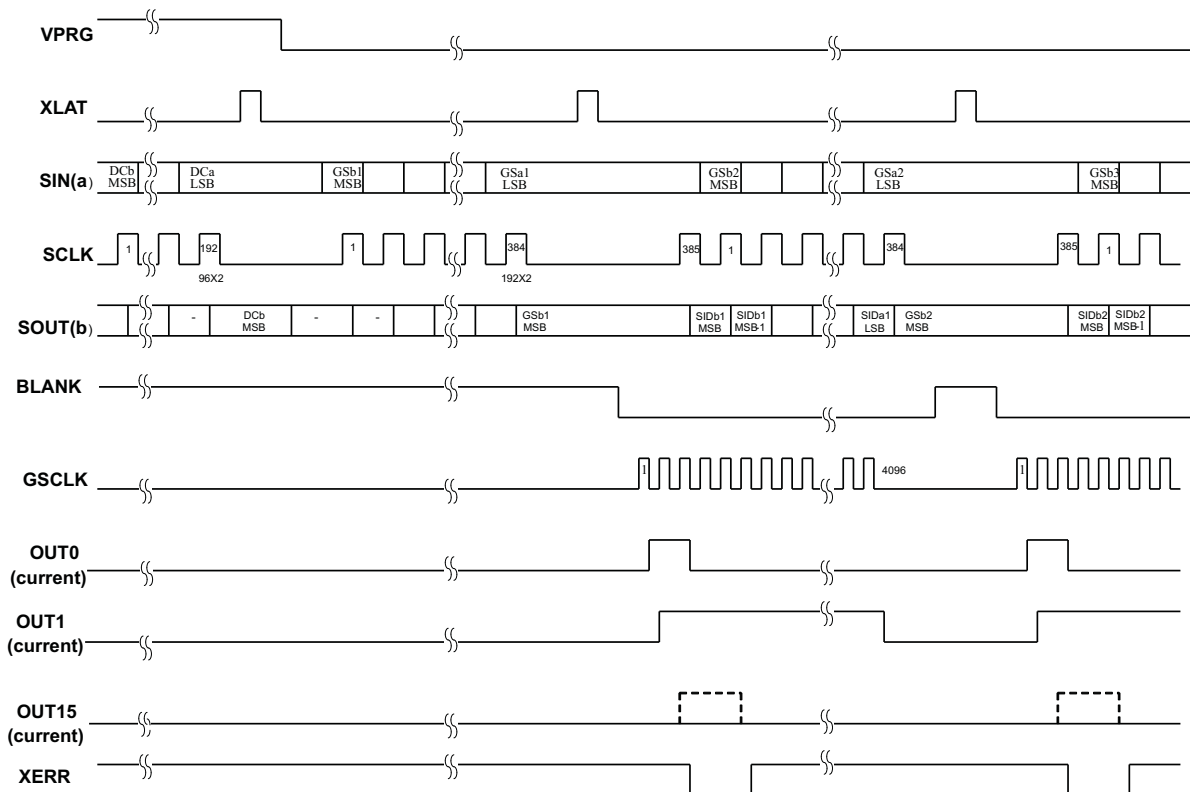 VPRG
XLAT
SIN(a)
DCb
MSB
DCa
LSB
GSb1
MSB
GSa1
LSB
GSb2
MSB
GSa2
LSB
GSb3
MSB
SCLK
1
192
96X2
1
384
192X2
385
1
384
385
1
SOUT(b)
-
DCb
MSB
-
-
GSb1
MSB
SIDb1
MSB
SIDb1
MSB-1
SIDa1
LSB
GSb2
MSB
SIDb2
MSB
SIDb2
MSB-1
BLANK
GSCLK
1
4096
1
OUT0
(current)
OUT1
(current)
OUT15
(current)
XERR